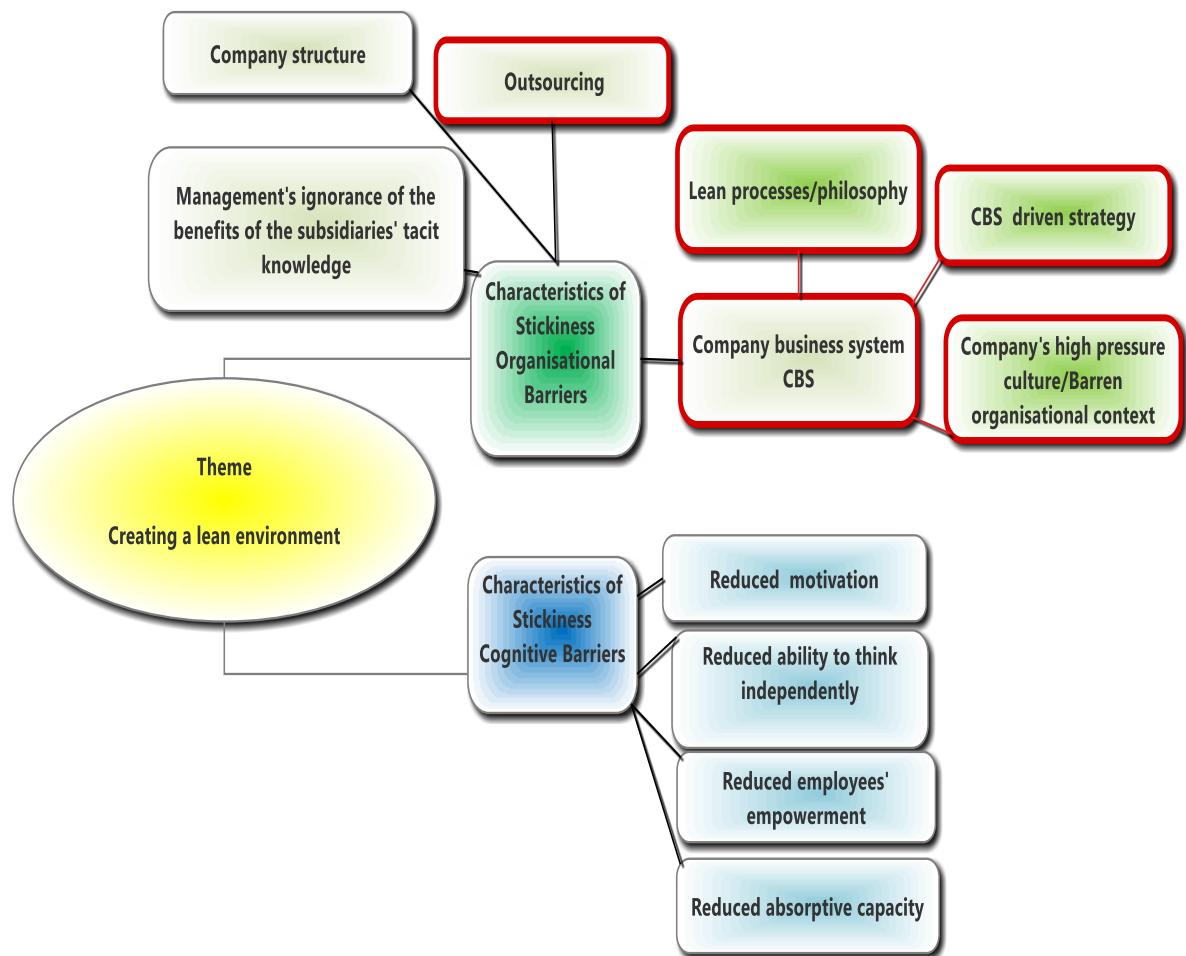 Company structure
Outsourcing
Management's ignorance of the
benefits of the subsidiaries' tacit
knowledge
Lean processes/philosophy
CBS  driven strategy
Characteristics of
Stickiness
Organisational
Barriers
Company business system
CBS
Company's high pressure
culture/Barren
organisational context
Theme
Creating a lean environment
Characteristics of
Stickiness
Cognitive Barriers
Reduced  motivation
Reduced ability to think
independently
Reduced employees'
empowerment
Reduced absorptive capacity